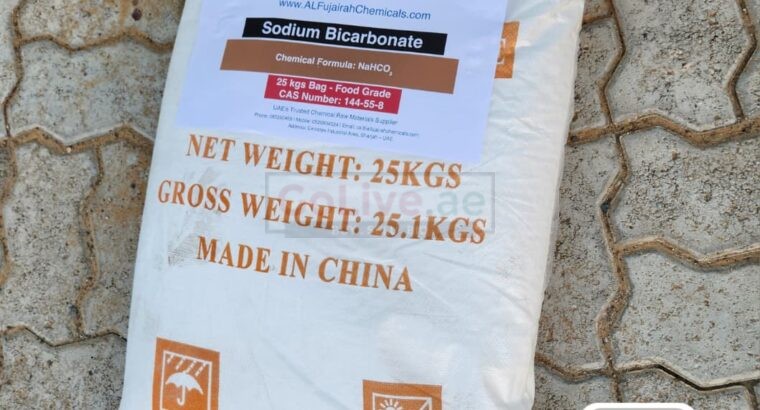 www.ALFujairahChemicals.com
Sodium Bicarbonate
Chemical Formula: NaHCO3
25 kgs Bag - Food Grade
CAS Number: 144-55-8
UAE's Trusted Chemical Raw Materials Supplier
NET WEIGHT: 25KGS
GoLive.ae
GROSS WEIGHT: 25.1KGS
MADE IN CHINA